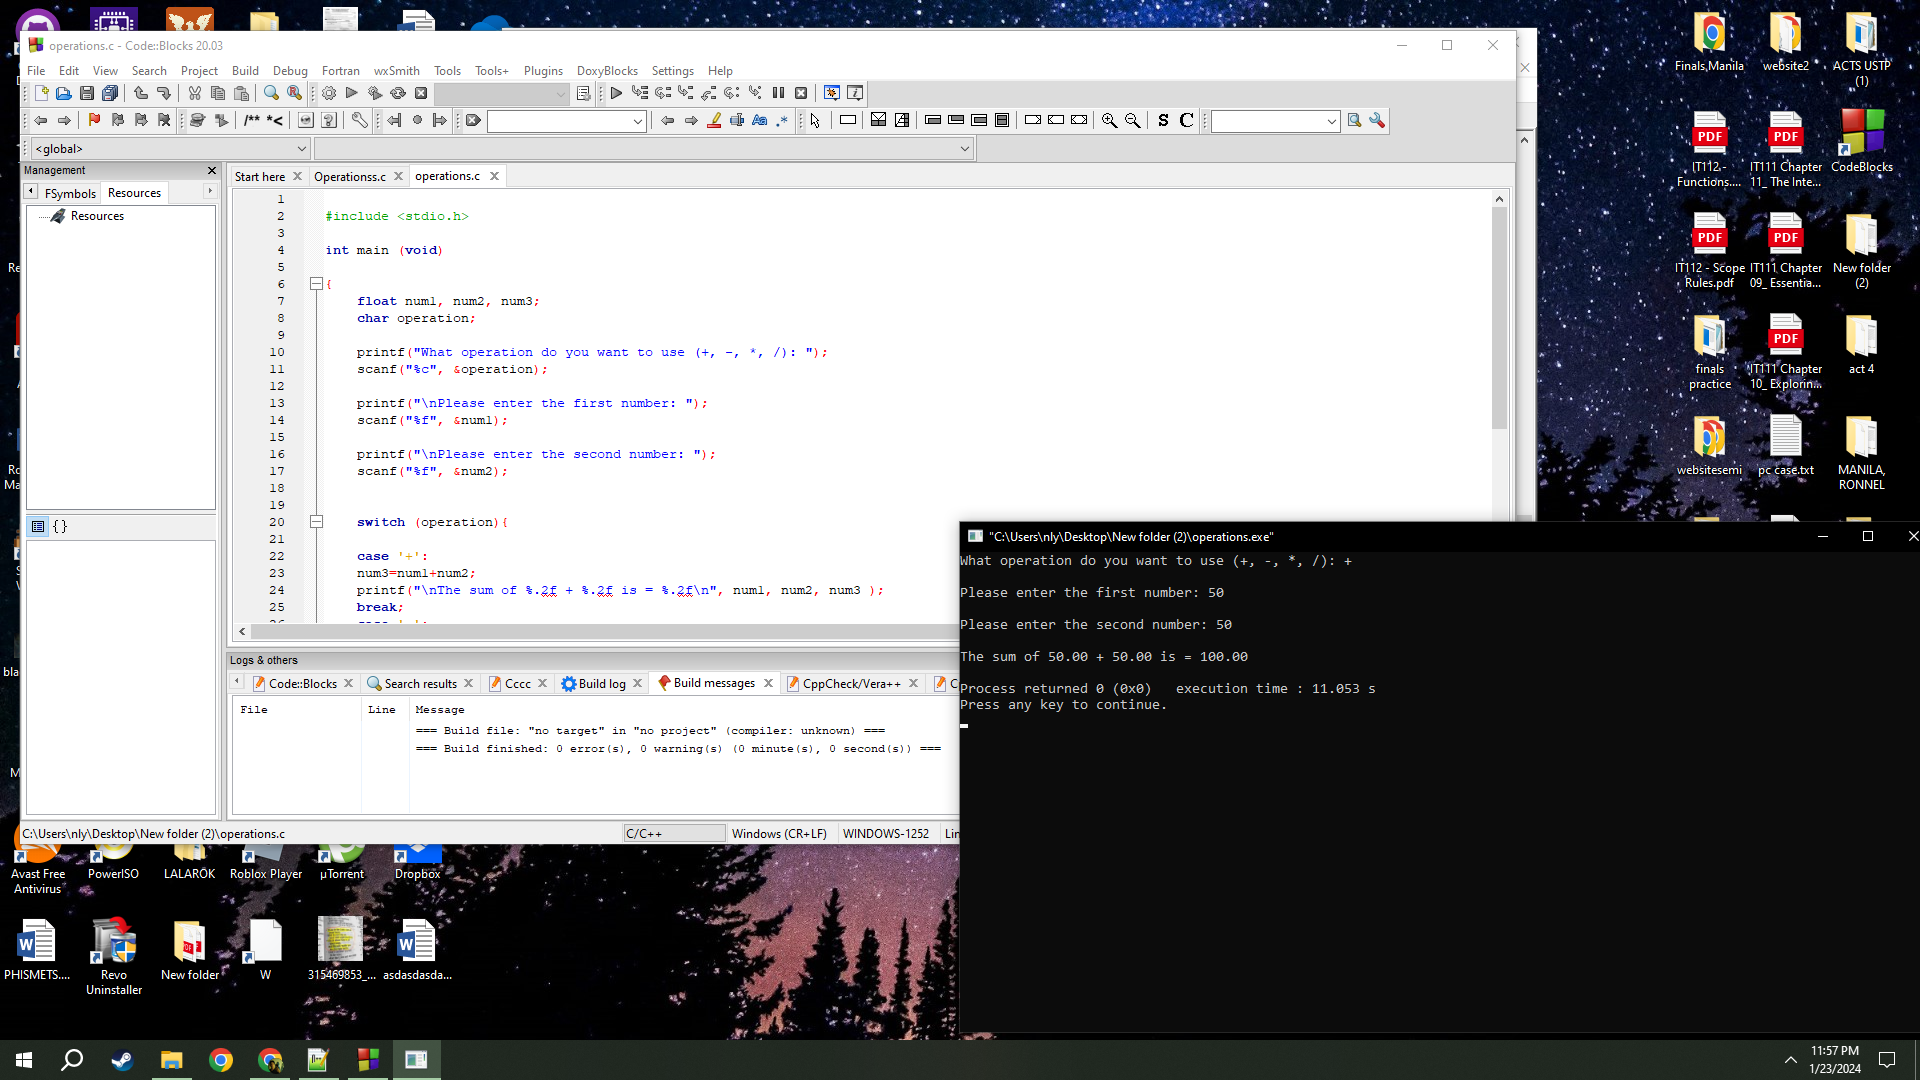 operations.c - Code::Blocks 20.03
File Edit View Search Project Build Debug Fortran wxSmith Tools Tools+ Plugins DoxyBlocks Settings Help
/** *<
Aa .*
S C
<global>
Management
FSymbols Resources
Resources
{}
Start here Operationss.c operations.c
1
2 #include <stdio.h>
3
4 int main (void)
5
6 {
7 float num1, num2, num3;
8 char operation;
9
10 printf("What operation do you want to use (+, -, *, /): ");
11 scanf("%c", &operation);
12
13 printf("\nPlease enter the first number: ");
14 scanf("%f", &num1);
15
16 printf("\nPlease enter the second number: ");
17 scanf("%f", &num2);
18
19
20 switch (operation){
21
22 case '+':
23 num3=num1+num2;
24 printf("\nThe sum of %.2f + %.2f is = %.2f\n", num1, num2, num3 );
25 break;
Logs & others
Code::Blocks Search results Cccc Build log Build messages CppCheck/Vera++
File Line Message
=== Build file: "no target" in "no project" (compiler: unknown) ===
=== Build finished: 0 error(s), 0 warning(s) (0 minute(s), 0 second(s)) ===
C:\Users\nly\Desktop\New folder (2)\operations.c C/C++ Windows (CR+LF) WINDOWS-1252
"C:\Users\nly\Desktop\New folder (2)\operations.exe"
What operation do you want to use (+, -, *, /): +
Please enter the first number: 50
Please enter the second number: 50
The sum of 50.00 + 50.00 is = 100.00
Process returned 0 (0x0) execution time : 11.053 s
Press any key to continue.
Finals,Manila
website2
ACTS USTP
(1)
PDF
IT112 -
Functions....
PDF
IT111 Chapter
11_ The Inte...
CodeBlocks
PDF
IT112 - Scope
Rules.pdf
PDF
IT111 Chapter
09_ Essentia...
New folder
(2)
finals
practice
PDF
IT111 Chapter
10_ Explorin...
act 4
websitesemi
pc case.txt
MANILA,
RONNEL
Avast Free
Antivirus
PowerISO
LALAROK
Roblox Player
µTorrent
Dropbox
PHISMETS....
Revo
Uninstaller
New folder
W
315469853_...
asdasdasda...
11:57 PM
1/23/2024